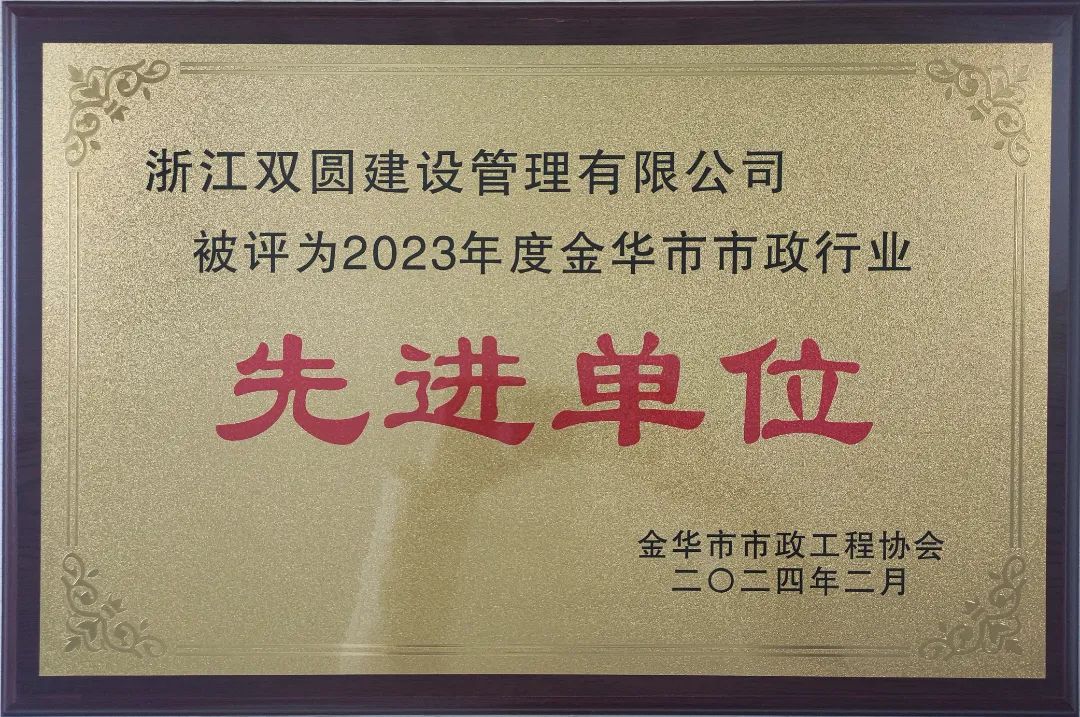 浙江双圆建设管理有限公司
被评为2023年度金华市市政行业
先进单位
金华市市政工程协会
二〇二四年二月